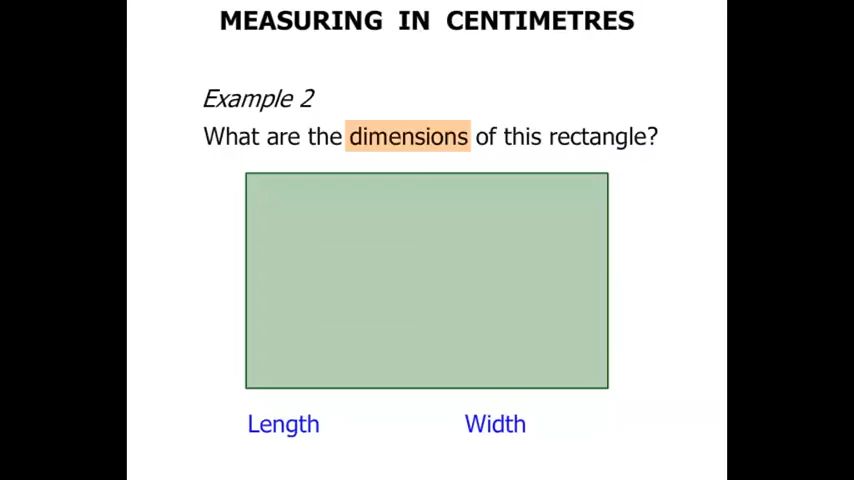 MEASURING IN CENTIMETRES
Example 2
What are the dimensions of this rectangle?
Length Width